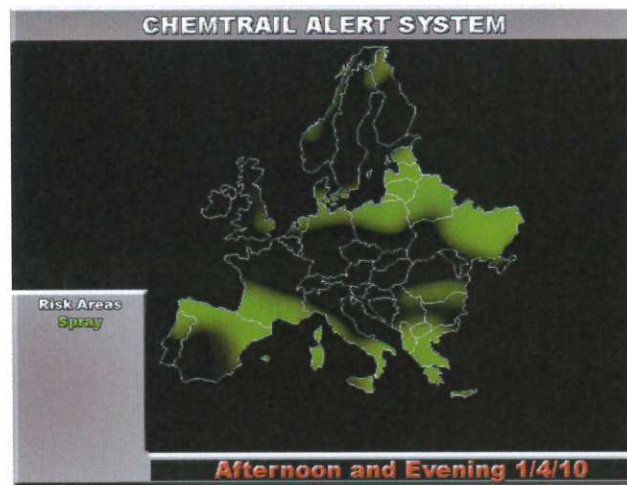 CHEMTRAIL ALERT SYSTEM
Risk Areas
Spray
Afternoon and Evening 1/4/10